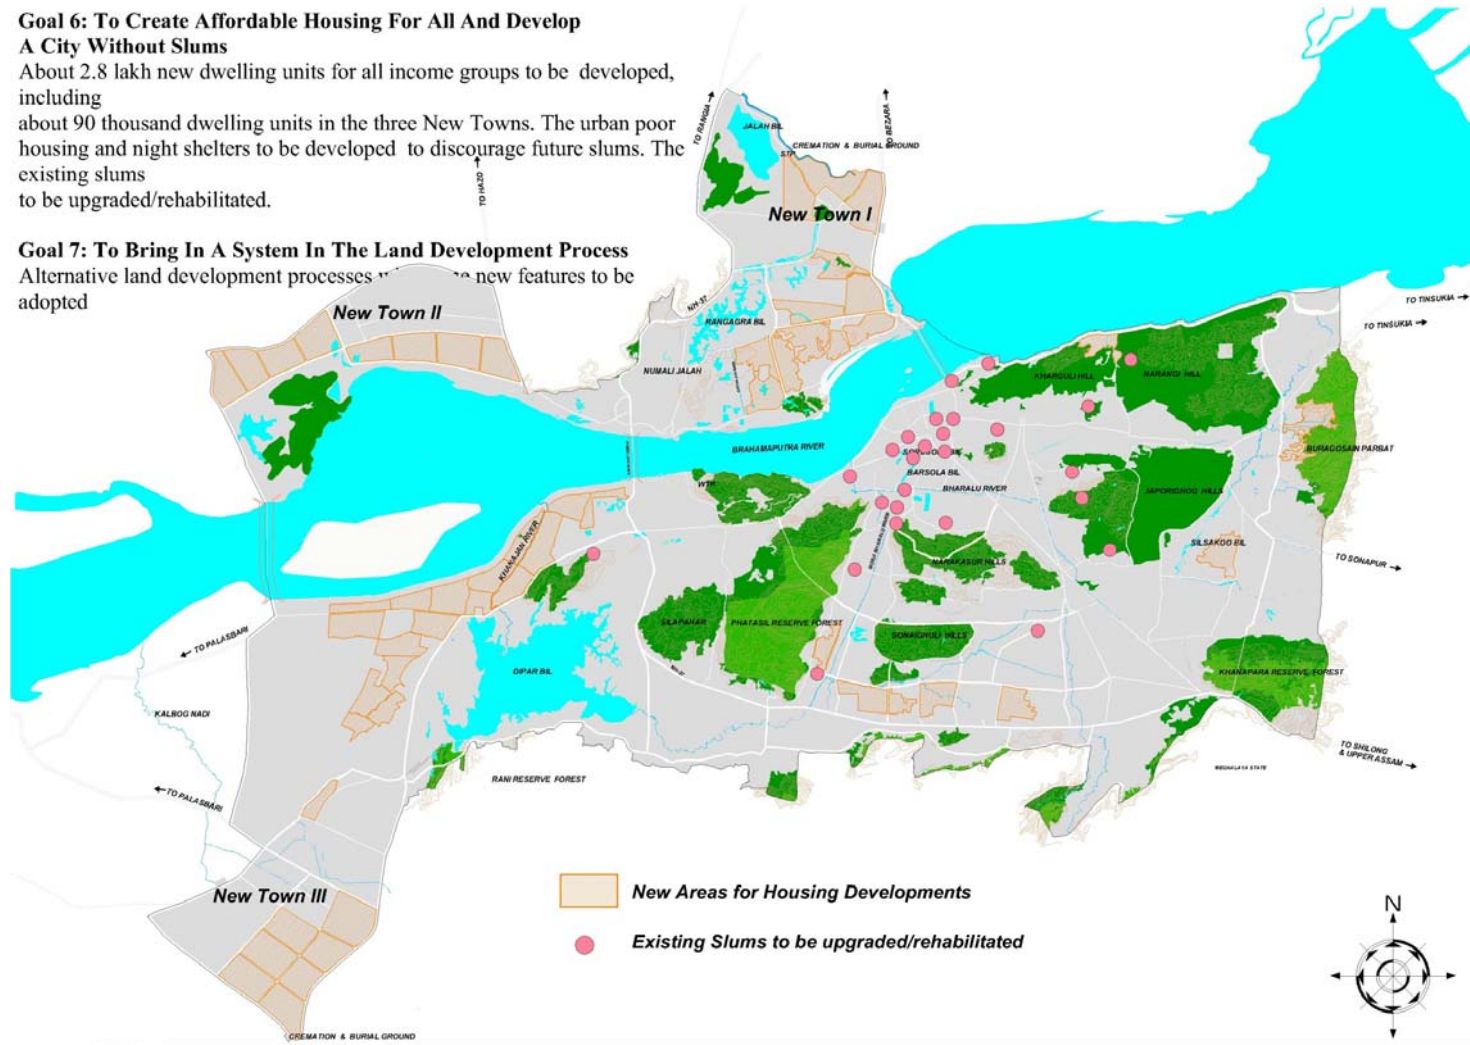 Goal 6: To Create Affordable Housing For All And Develop
A City Without Slums
About 2.8 lakh new dwelling units for all income groups to be developed,
including
about 90 thousand dwelling units in the three New Towns. The urban poor
housing and night shelters to be developed to discourage future slums. The
existing slums
to be upgraded/rehabilitated.
Goal 7: To Bring In A System In The Land Development Process
Alternative land development processes new features to be
adopted
TO RANGIA
TO BEZARA
TO HAZO
JALAH BIL
STP
CREMATION & BURIAL GROUND
New Town I
New Town II
NH-37
RANGAGRA BIL
NUMALI JALAH
TO TINSUKIA
TO TINSUKIA
KHARGULI HILL
NARANGI HILL
BURAGOSAIN PARBAT
BRAHAMAPUTRA RIVER
BARSOLA BIL
BHARALU RIVER
WTP
JAPORIGHOG HILLS
SILSAKOO BIL
KHANAJAN RIVER
NARAKASUR HILLS
TO SONAPUR
SILAPAHAR
PHATASIL RESERVE FOREST
SONAIGHULI HILLS
TO PALASBARI
DIPAR BIL
NH-37
KHANAPARA RESERVE FOREST
KALBOG NADI
TO SHILONG
& UPPER ASSAM
MEGHALAYA STATE
RANI RESERVE FOREST
TO PALASBARI
New Town III
New Areas for Housing Developments
Existing Slums to be upgraded/rehabilitated
N
CREMATION & BURIAL GROUND